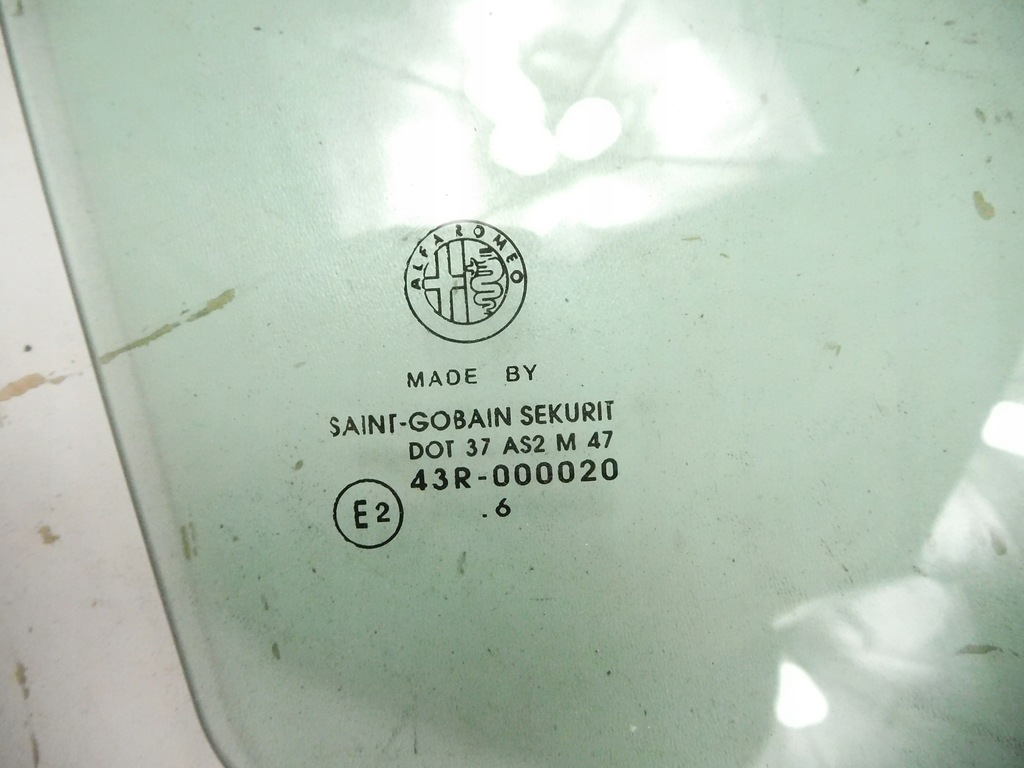 ALFA ROMEO
MADE BY
SAINT-GOBAIN SEKURIT
DOT 37 AS2 M 47
43R-000020
E2
.6